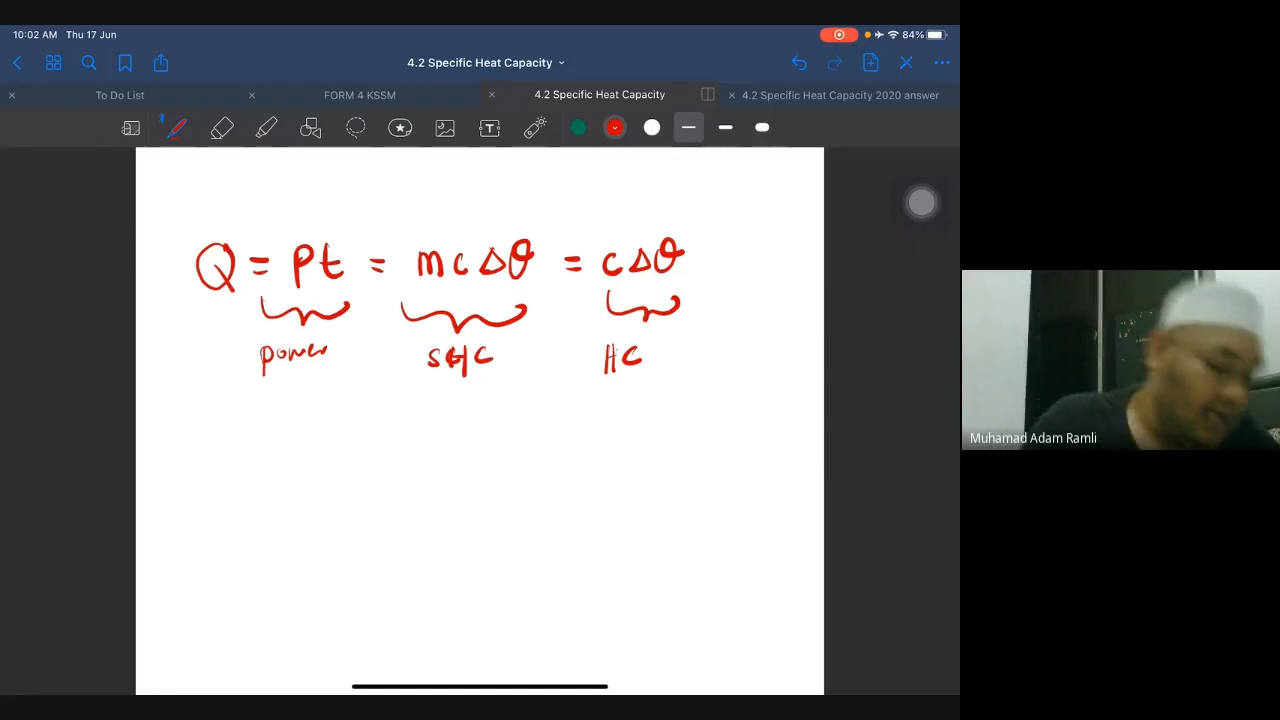 10:02 AM Thu 17 Jun
84%
4.2 Specific Heat Capacity
To Do List
FORM 4 KSSM
4.2 Specific Heat Capacity
4.2 Specific Heat Capacity 2020 answer
Q = Pt = mcΔθ = cΔθ
power SHC HC
Muhamad Adam Ramli